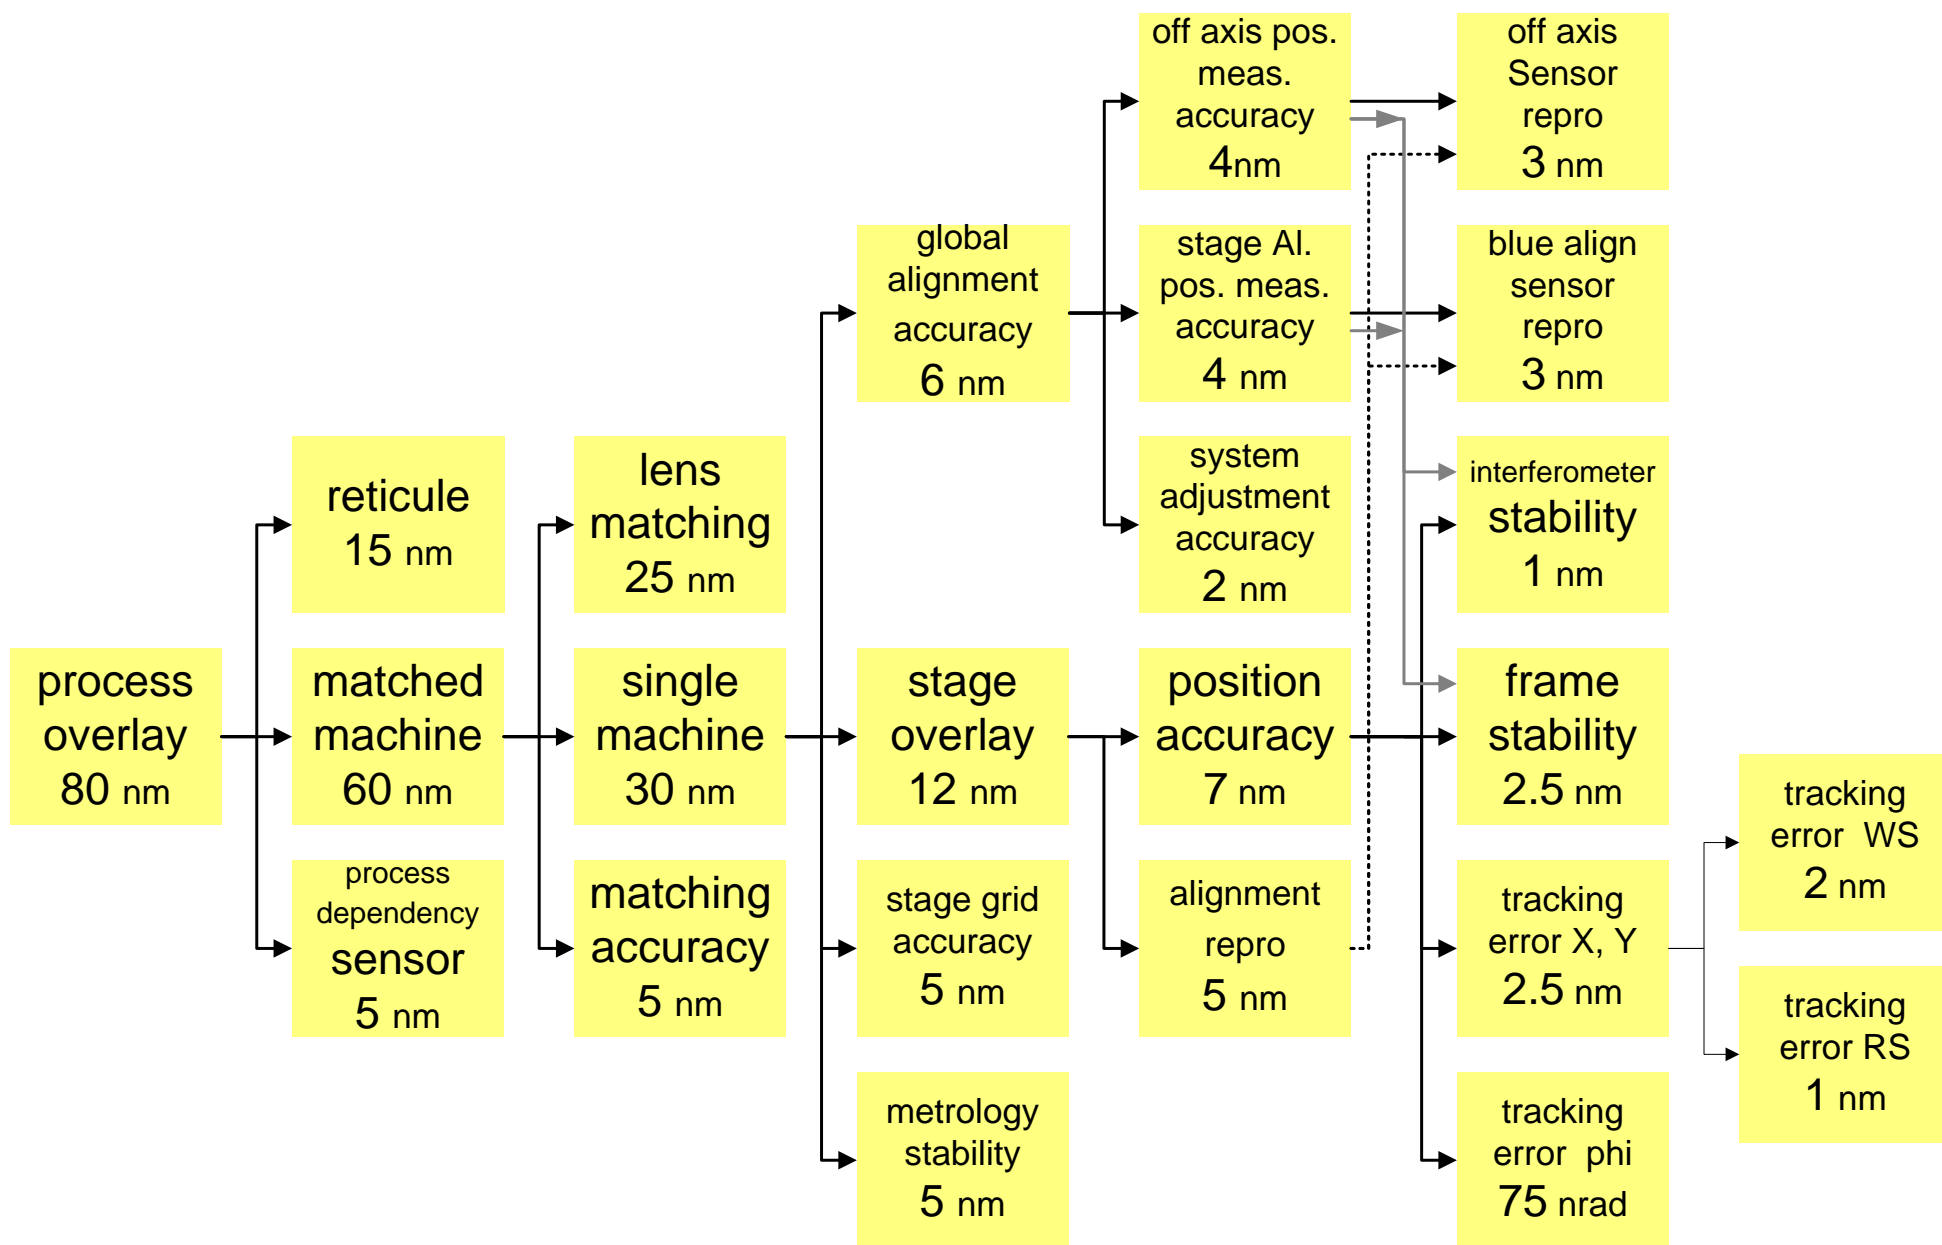 process
overlay
80 nm
reticule
15 nm
matched
machine
60 nm
process
dependency
sensor
5 nm
lens
matching
25 nm
single
machine
30 nm
matching
accuracy
5 nm
global
alignment
accuracy
6 nm
stage
overlay
12 nm
stage grid
accuracy
5 nm
metrology
stability
5 nm
off axis pos.
meas.
accuracy
4nm
stage Al.
pos. meas.
accuracy
4 nm
system
adjustment
accuracy
2 nm
position
accuracy
7 nm
alignment
repro
5 nm
off axis
Sensor
repro
3 nm
blue align
sensor
repro
3 nm
interferometer
stability
1 nm
frame
stability
2.5 nm
tracking
error X, Y
2.5 nm
tracking
error phi
75 nrad
tracking
error WS
2 nm
tracking
error RS
1 nm